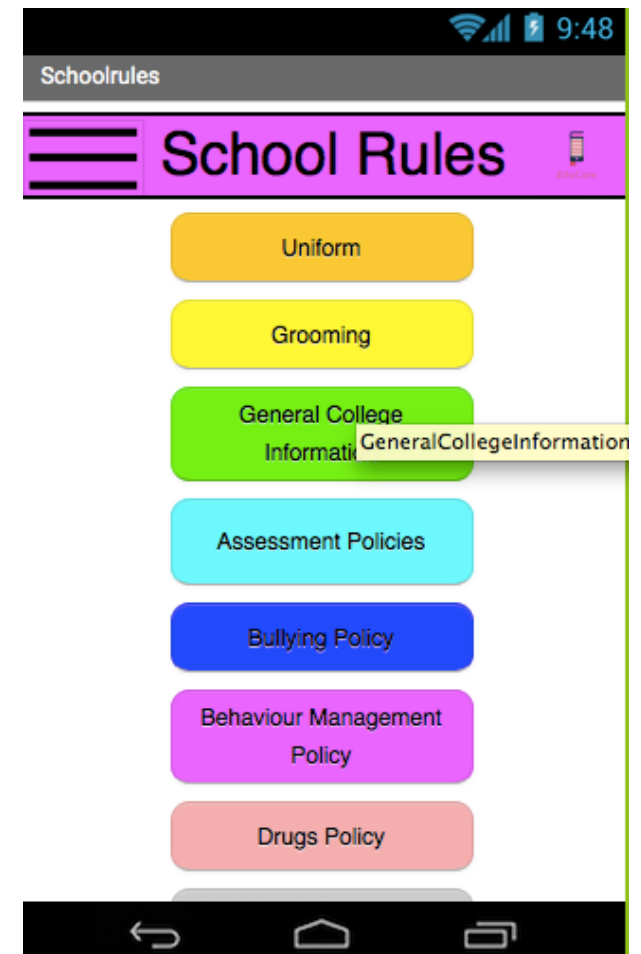 9:48
Schoolrules
School Rules
Uniform
Grooming
General College
GeneralCollegeInformation
Assessment Policies
Bullying Policy
Behaviour Management
Policy
Drugs Policy